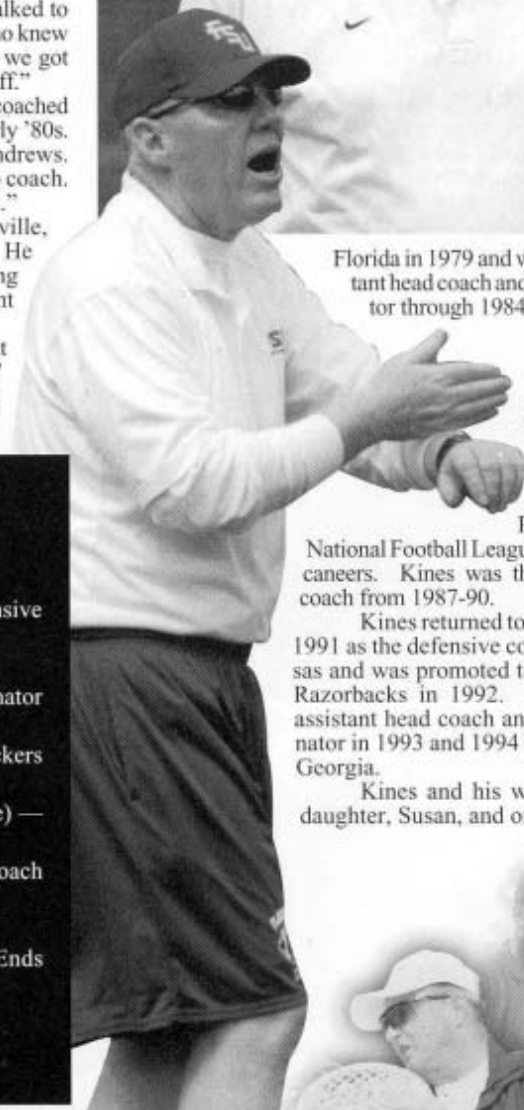 alked to
o knew
we got
ff.”
coached
ly ’80s.
ndrews.
coach.
.”
ville,
He
ng
nt
t
FSU
Florida in 1979 and w
tant head coach and
tor through 1984
National Football Leagu
caneers. Kines was th
coach from 1987-90.
Kines returned to
1991 as the defensive co
sas and was promoted t
Razorbacks in 1992.
assistant head coach an
nator in 1993 and 1994
Georgia.
Kines and his w
daughter, Susan, and o
nsive
nator
ckers
e) —
oach
Ends